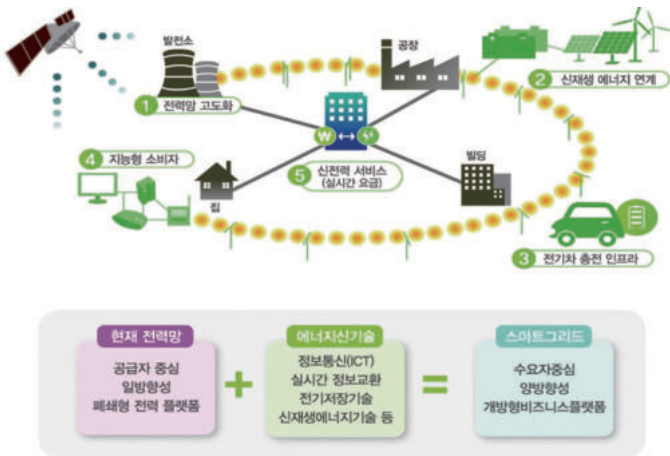 발전소
공장
1 전력망 고도화
2 신재생 에너지 연계
4 지능형 소비자
₩
5 신전력 서비스
(실시간 요금)
빌딩
집
3 전기차 충전 인프라
현재 전력망
공급자 중심
일방향성
폐쇄형 전력 플랫폼
+
에너지신기술
정보통신(ICT)
실시간 정보교환
전기저장기술
신재생에너지기술 등
=
스마트그리드
수요자중심
양방향성
개방형비즈니스플랫폼